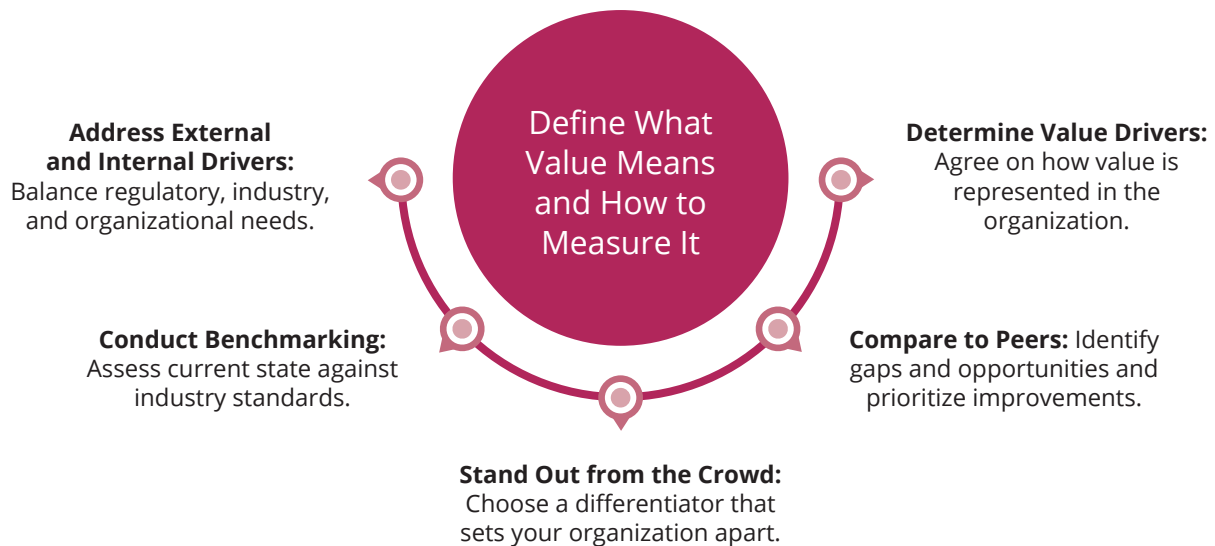 Define What
Value Means
and How to
Measure It
Address External
and Internal Drivers:
Balance regulatory, industry,
and organizational needs.
Conduct Benchmarking:
Assess current state against
industry standards.
Stand Out from the Crowd:
Choose a differentiator that
sets your organization apart.
Compare to Peers: Identify
gaps and opportunities and
prioritize improvements.
Determine Value Drivers:
Agree on how value is
represented in the
organization.